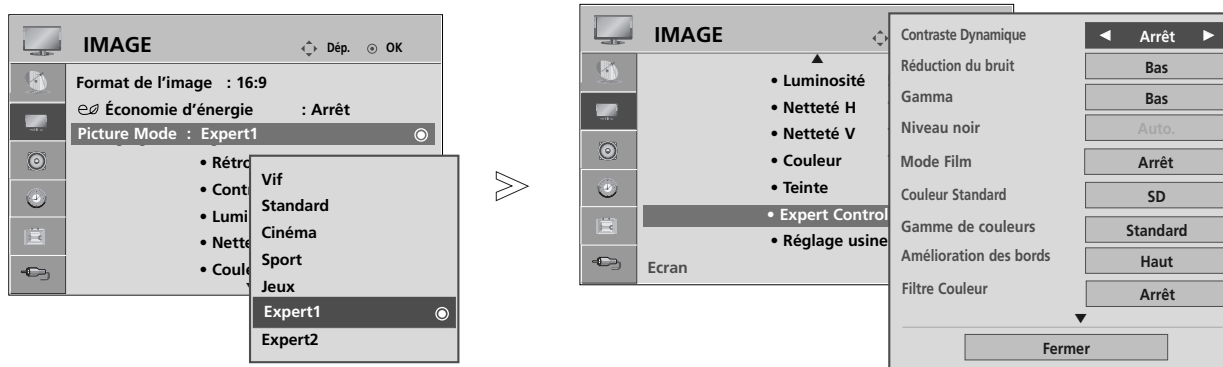 IMAGE
Dép.
OK
Format de l'image : 16:9
Économie d'énergie : Arrêt
Picture Mode : Expert1
• Rétro
• Cont
• Lumi
• Nette
• Coule
Vif
Standard
Cinéma
Sport
Jeux
Expert1
Expert2
IMAGE
• Luminosité
• Netteté H
• Netteté V
• Couleur
• Teinte
• Expert Control
• Réglage usine
Ecran
Contraste Dynamique ◄ Arrêt ►
Réduction du bruit Bas
Gamma Bas
Niveau noir Auto.
Mode Film Arrêt
Couleur Standard SD
Gamme de couleurs Standard
Amélioration des bords Haut
Filtre Couleur Arrêt
Fermer